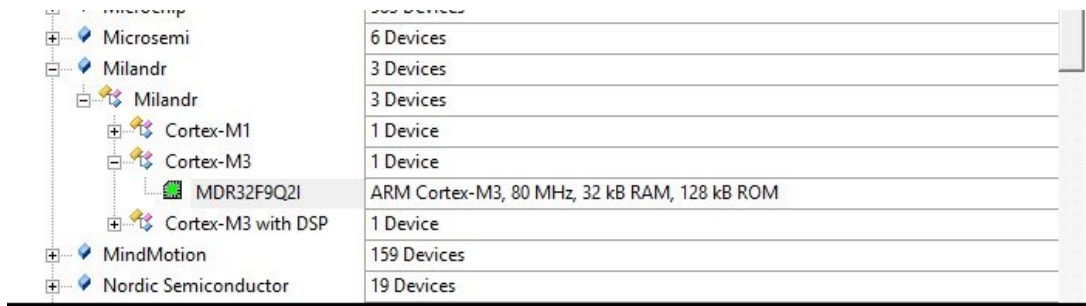 Microsemi 6 Devices
Milandr 3 Devices
Milandr 3 Devices
Cortex-M1 1 Device
Cortex-M3 1 Device
MDR32F9Q2I ARM Cortex-M3, 80 MHz, 32 kB RAM, 128 kB ROM
Cortex-M3 with DSP 1 Device
MindMotion 159 Devices
Nordic Semiconductor 19 Devices